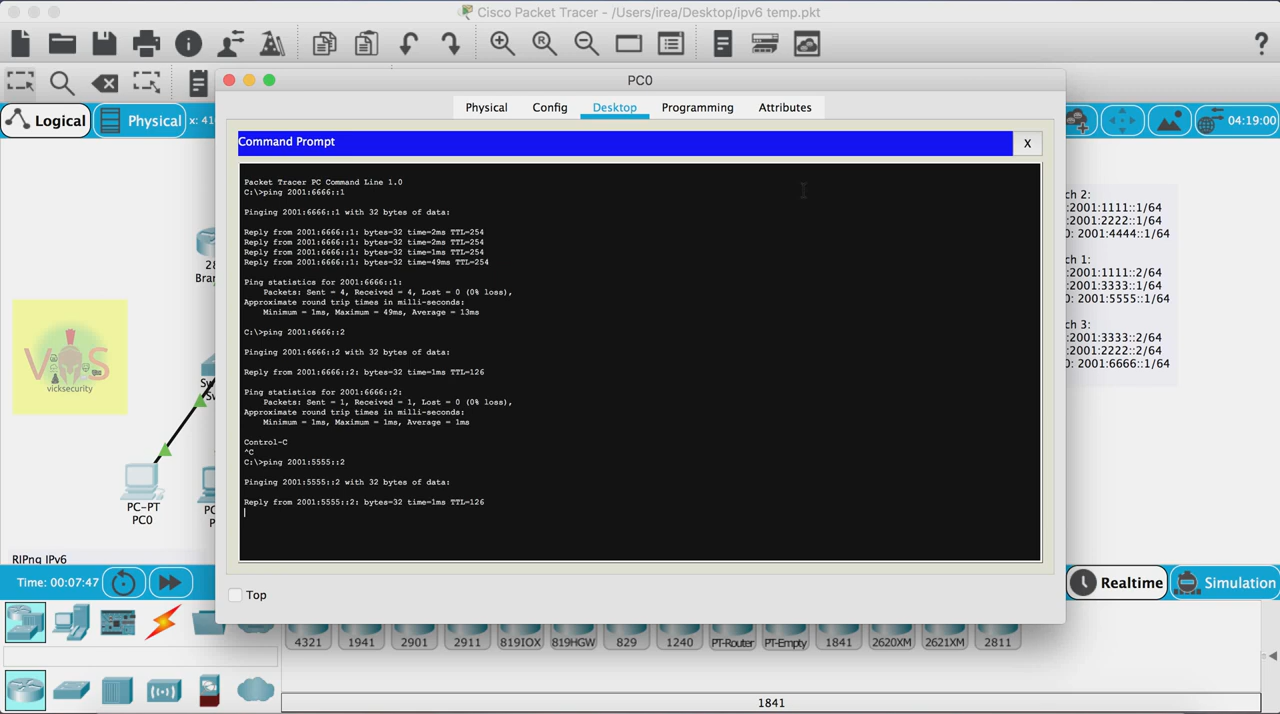 Cisco Packet Tracer - /Users/irea/Desktop/ipv6 temp.pkt
PC0
Physical Config Desktop Programming Attributes
Logical
Physical
04:19:00
Command Prompt
X
Packet Tracer PC Command Line 1.0
C:\>ping 2001:6666::1
Pinging 2001:6666::1 with 32 bytes of data:
Reply from 2001:6666::1: bytes=32 time=2ms TTL=254
Reply from 2001:6666::1: bytes=32 time=2ms TTL=254
Reply from 2001:6666::1: bytes=32 time=1ms TTL=254
Reply from 2001:6666::1: bytes=32 time=49ms TTL=254
Ping statistics for 2001:6666::1:
Packets: Sent = 4, Received = 4, Lost = 0 (0% loss),
Approximate round trip times in milli-seconds:
Minimum = 1ms, Maximum = 49ms, Average = 13ms
C:\>ping 2001:6666::2
Pinging 2001:6666::2 with 32 bytes of data:
Reply from 2001:6666::2: bytes=32 time=1ms TTL=126
Ping statistics for 2001:6666::2:
Packets: Sent = 1, Received = 1, Lost = 0 (0% loss),
Approximate round trip times in milli-seconds:
Minimum = 1ms, Maximum = 1ms, Average = 1ms
Control-C
^C
C:\>ping 2001:5555::2
Pinging 2001:5555::2 with 32 bytes of data:
Reply from 2001:5555::2: bytes=32 time=1ms TTL=126
Top
ch 2:
:2001:1111::1/64
:2001:2222::1/64
0: 2001:4444::1/64
ch 1:
:2001:1111::2/64
:2001:3333::1/64
0: 2001:5555::1/64
ch 3:
:2001:3333::2/64
:2001:2222::2/64
0: 2001:6666::1/64
28
Bran
VOS
vicksecurity
Sw
PC-PT
PC0
RIPng IPv6
Time: 00:07:47
Realtime
Simulation
4321 1941 2901 2911 819IOX 819HGW 829 1240 PT-Router PT-Empty 1841 2620XM 2621XM 2811
1841